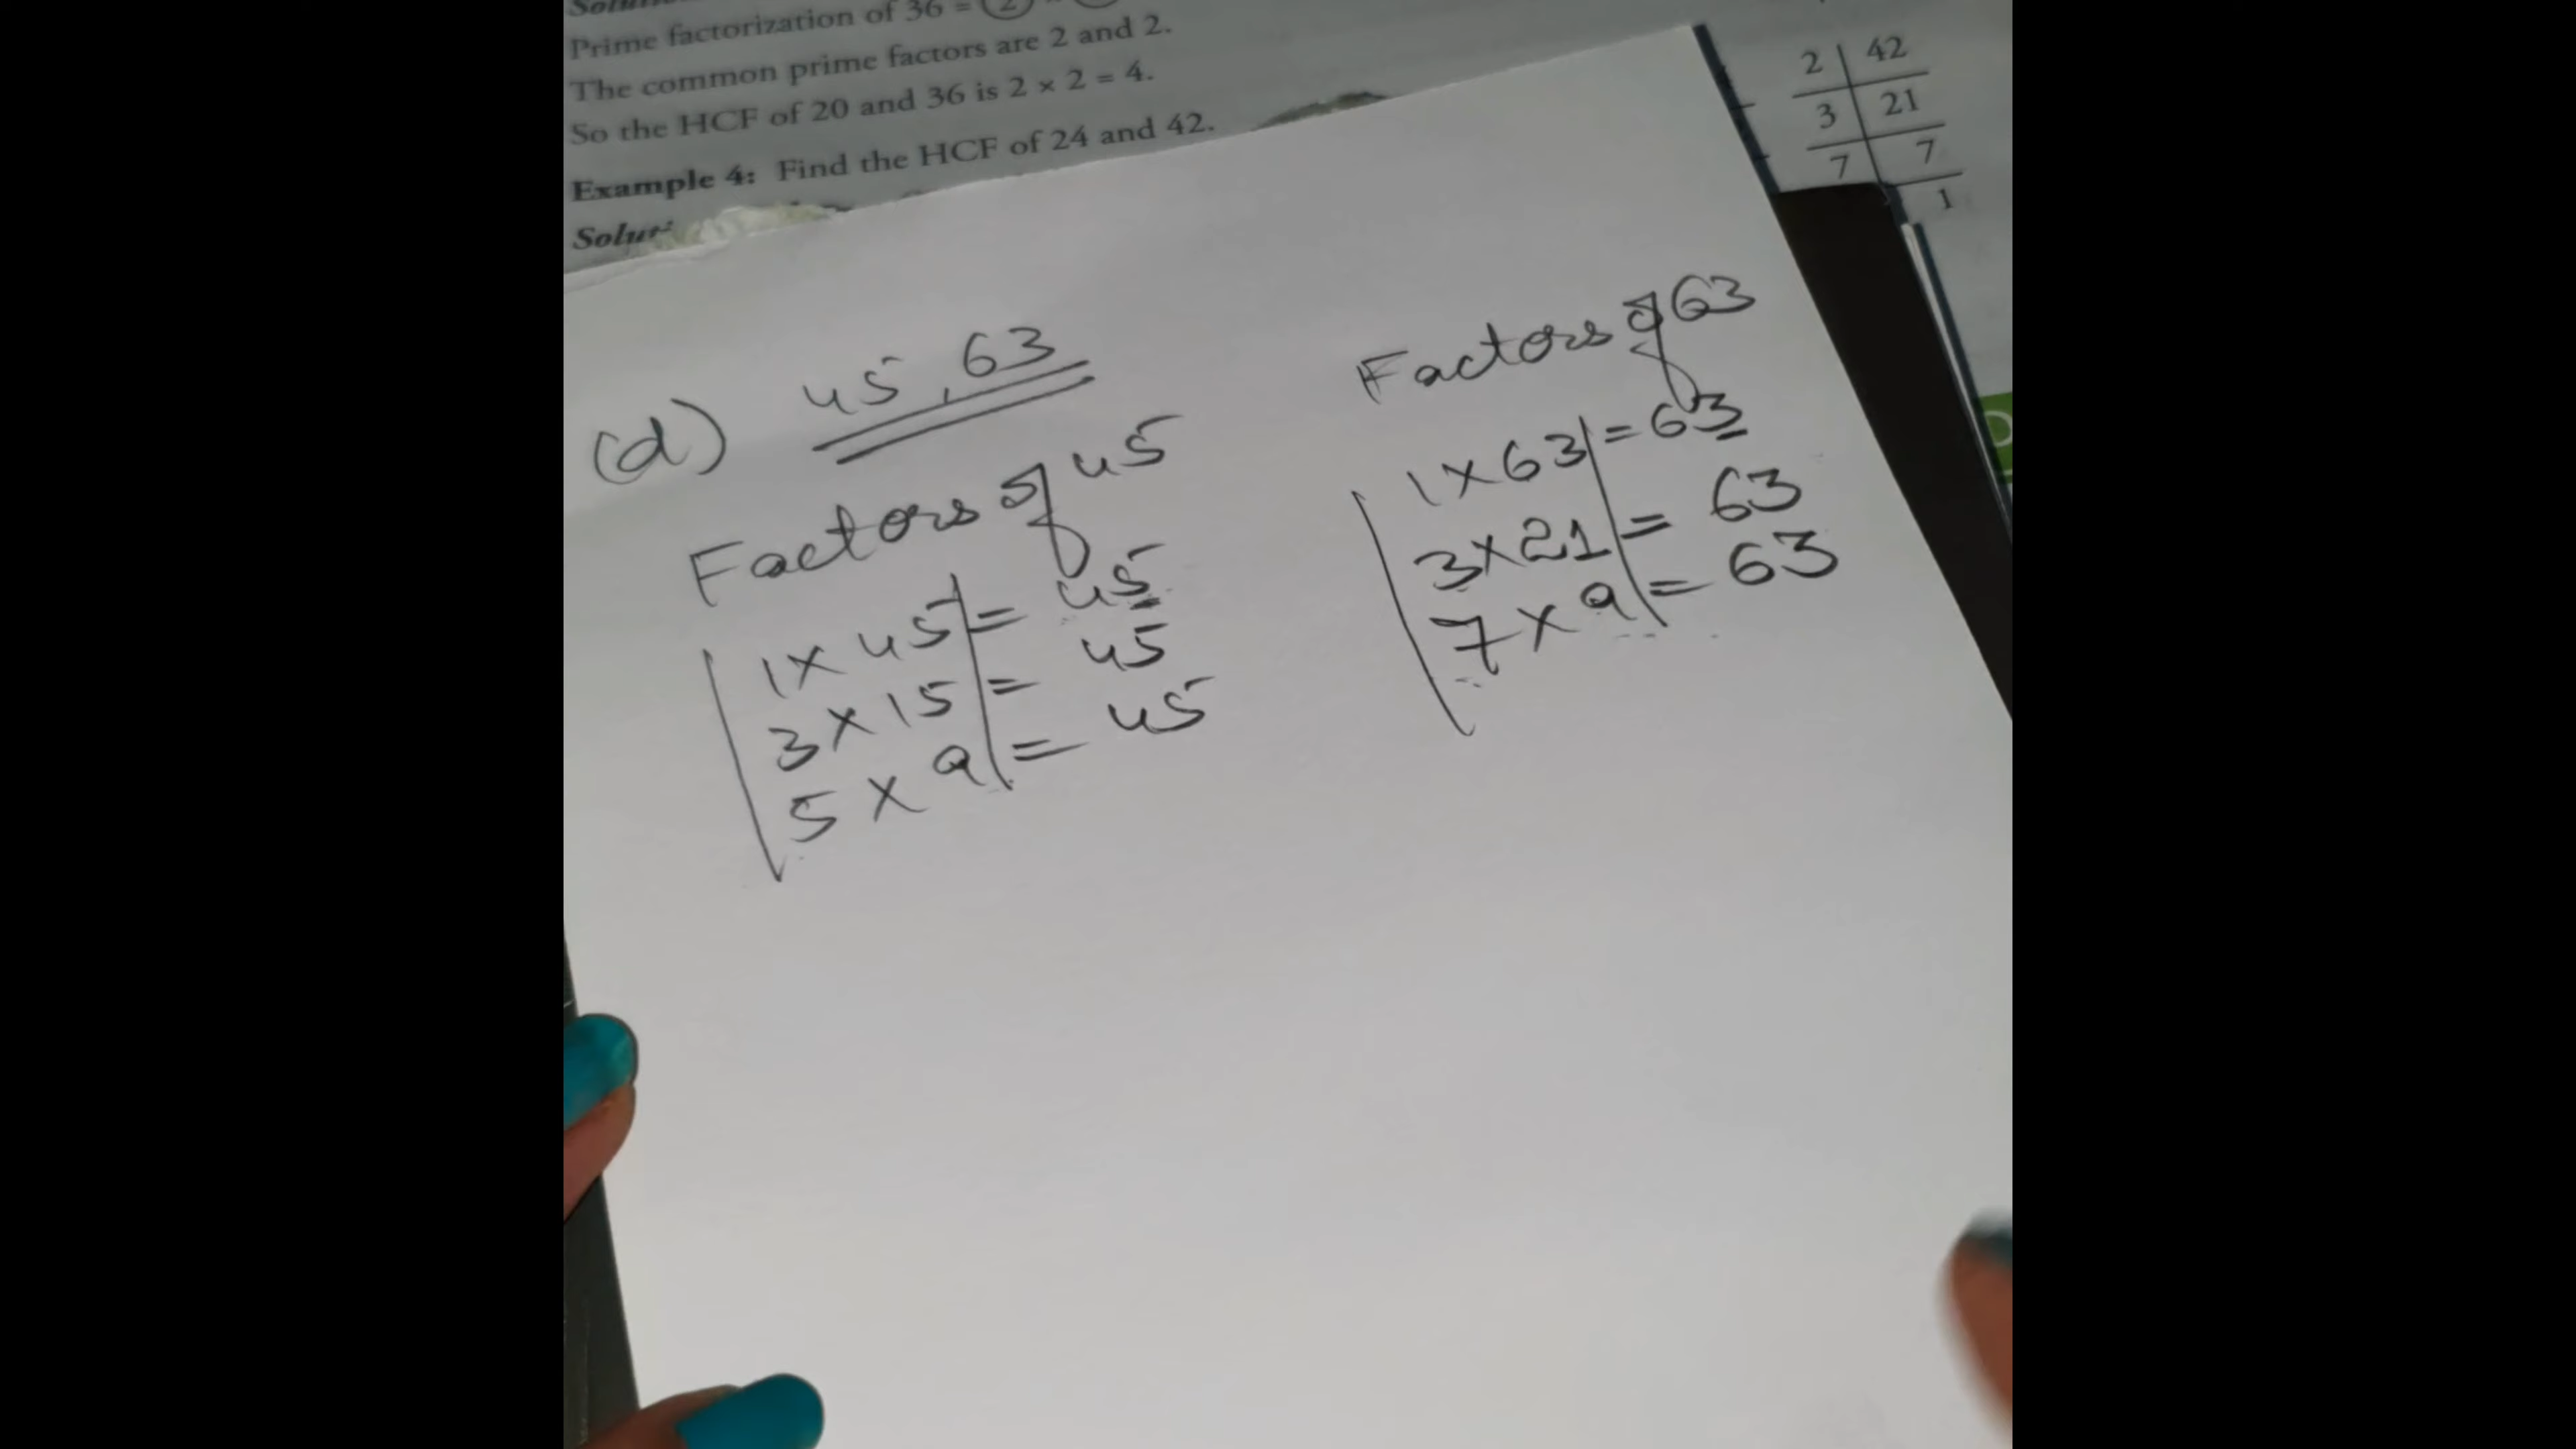 Prime factorization of 36 = 2
The common prime factors are 2 and 2.
So the HCF of 20 and 36 is 2 × 2 = 4.
Example 4: Find the HCF of 24 and 42.
2 | 42
3 | 21
7 | 7
1
(d) 45, 63
Factors of 45
1 × 45 = 45
3 × 15 = 45
5 × 9 = 45
Factors of 63
1 × 63 = 63
3 × 21 = 63
7 × 9 = 63